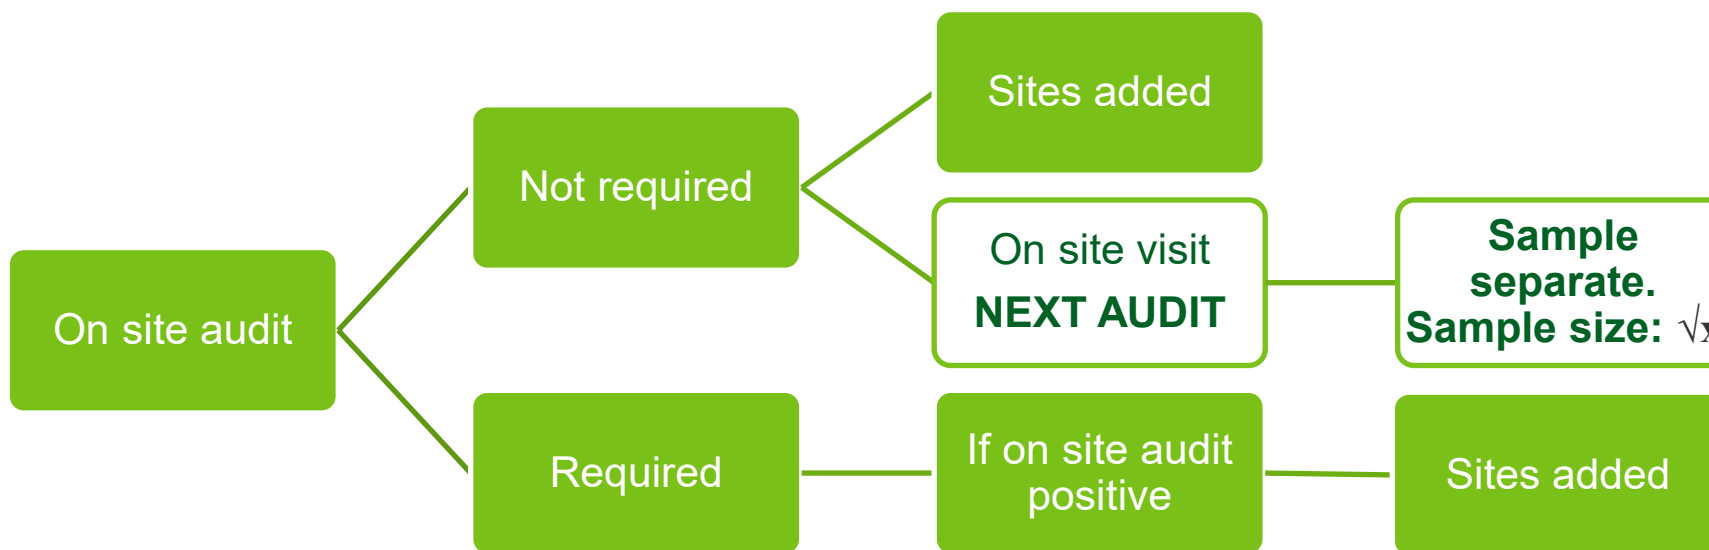 Sites added
Not required
On site visit
NEXT AUDIT
Sample
separate.
Sample size: √x
On site audit
Required
If on site audit
positive
Sites added